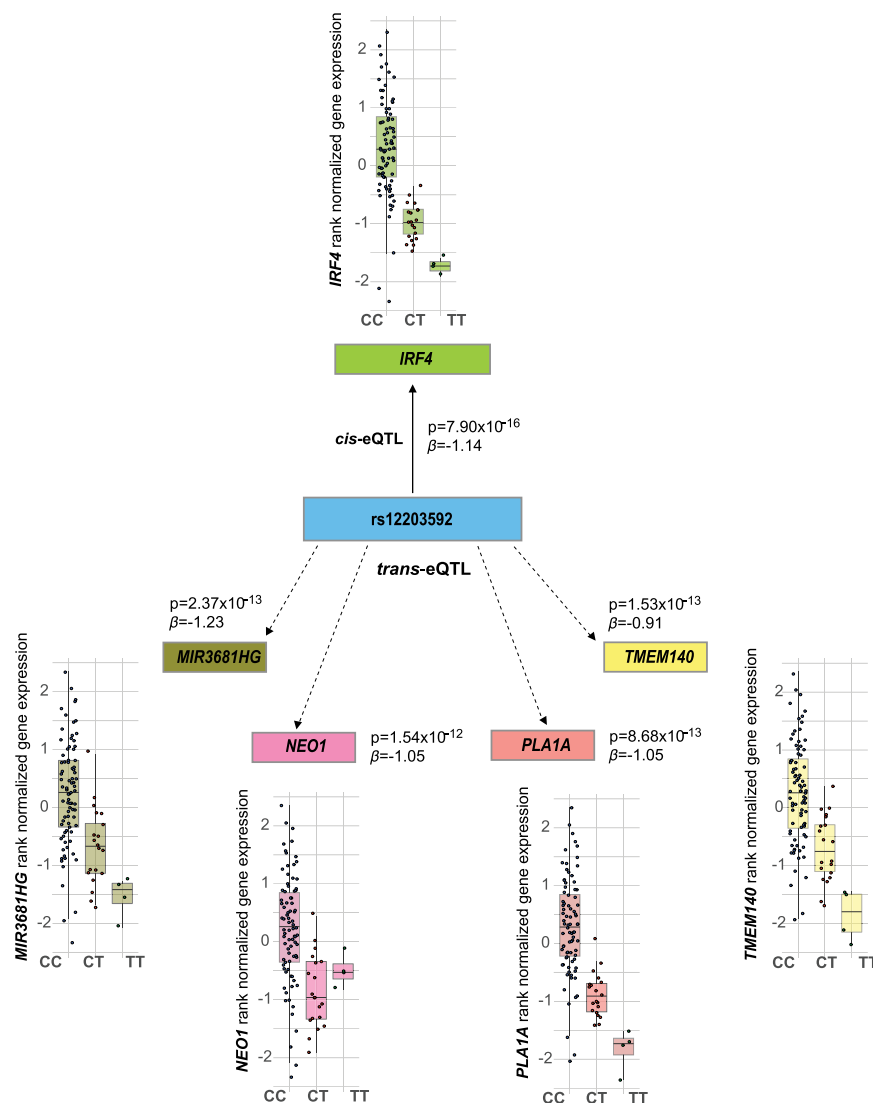 IRF4 rank normalized gene expression
2
1
0
-1
-2
CC CT TT
IRF4
cis-eQTL
p=7.90x10-16
β=-1.14
rs12203592
trans-eQTL
p=2.37x10-13
β=-1.23
MIR3681HG
p=1.53x10-13
β=-0.91
TMEM140
NEO1
p=1.54x10-12
β=-1.05
PLA1A
p=8.68x10-13
β=-1.05
MIR3681HG rank normalized gene expression
2
1
0
-1
-2
CC CT TT
NEO1 rank normalized gene expression
2
1
0
-1
-2
CC CT TT
PLA1A rank normalized gene expression
2
1
0
-1
-2
CC CT TT
TMEM140 rank normalized gene expression
2
1
0
-1
-2
CC CT TT